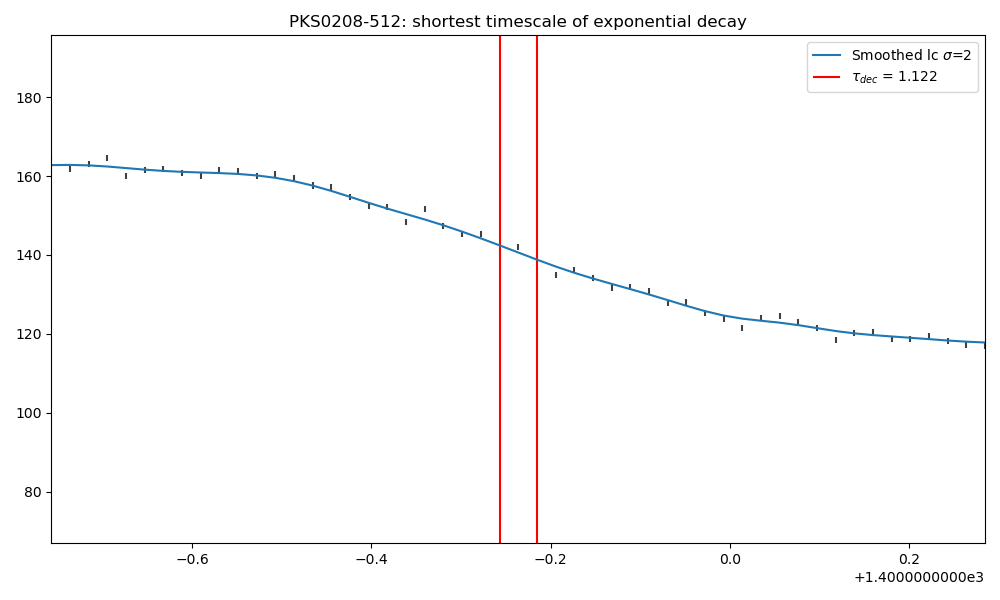 PKS0208-512: shortest timescale of exponential decay
Smoothed lc σ=2
τ_dec = 1.122
180
160
140
120
100
80
−0.6
−0.4
−0.2
0.0
0.2
+1.4000000000e3